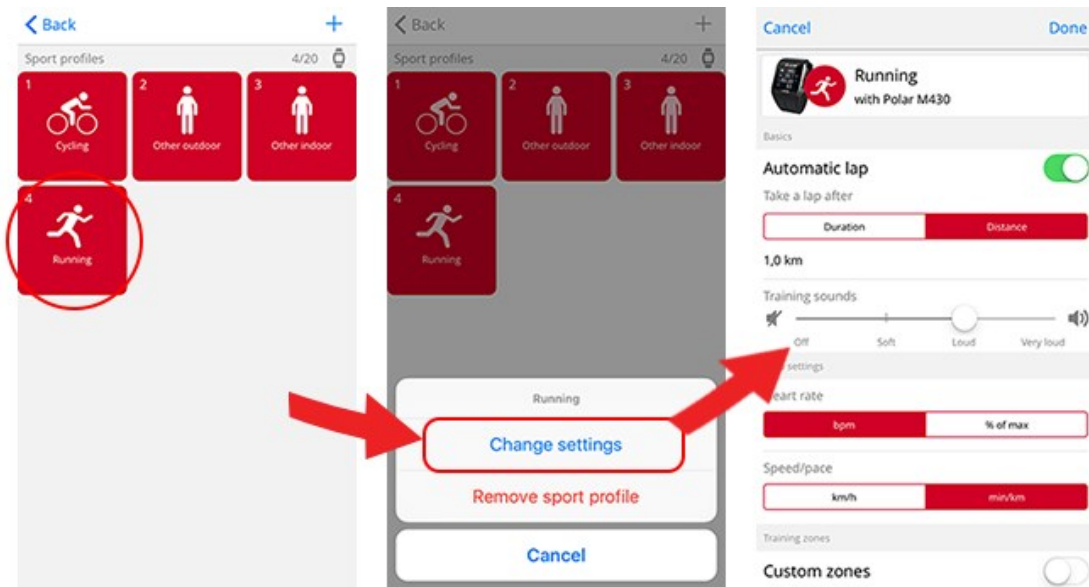 Back
+
Sport profiles 4/20
1
Cycling
2
Other outdoor
3
Other indoor
4
Running
Back
+
Sport profiles 4/20
1
Cycling
2
Other outdoor
3
Other indoor
4
Running
Running
Change settings
Remove sport profile
Cancel
Cancel Done
Running
with Polar M430
Basics
Automatic lap
Take a lap after
Duration Distance
1,0 km
Training sounds
Off Soft Loud Very loud
settings
eart rate
bpm % of max
Speed/pace
km/h min/km
Training zones
Custom zones